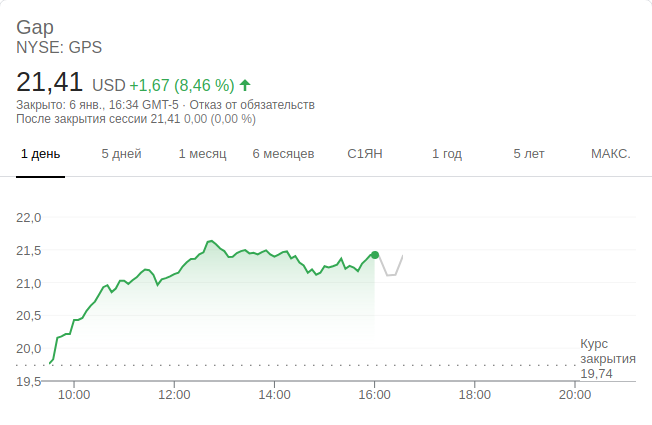 Gap
NYSE: GPS
21,41 USD +1,67 (8,46 %)
Закрыто: 6 янв., 16:34 GMT-5 · Отказ от обязательств
После закрытия сессии 21,41 0,00 (0,00 %)
1 день 5 дней 1 месяц 6 месяцев С1ЯН 1 год 5 лет МАКС.
22,0
21,5
21,0
20,5
20,0
19,5
Курс
закрытия
19,74
10:00 12:00 14:00 16:00 18:00 20:00